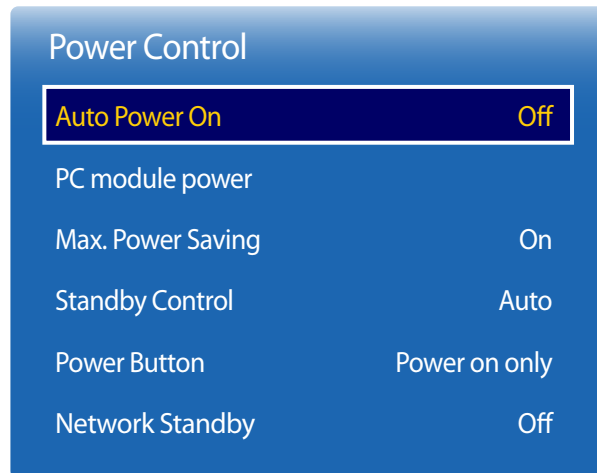 Power Control
Auto Power On Off
PC module power
Max. Power Saving On
Standby Control Auto
Power Button Power on only
Network Standby Off